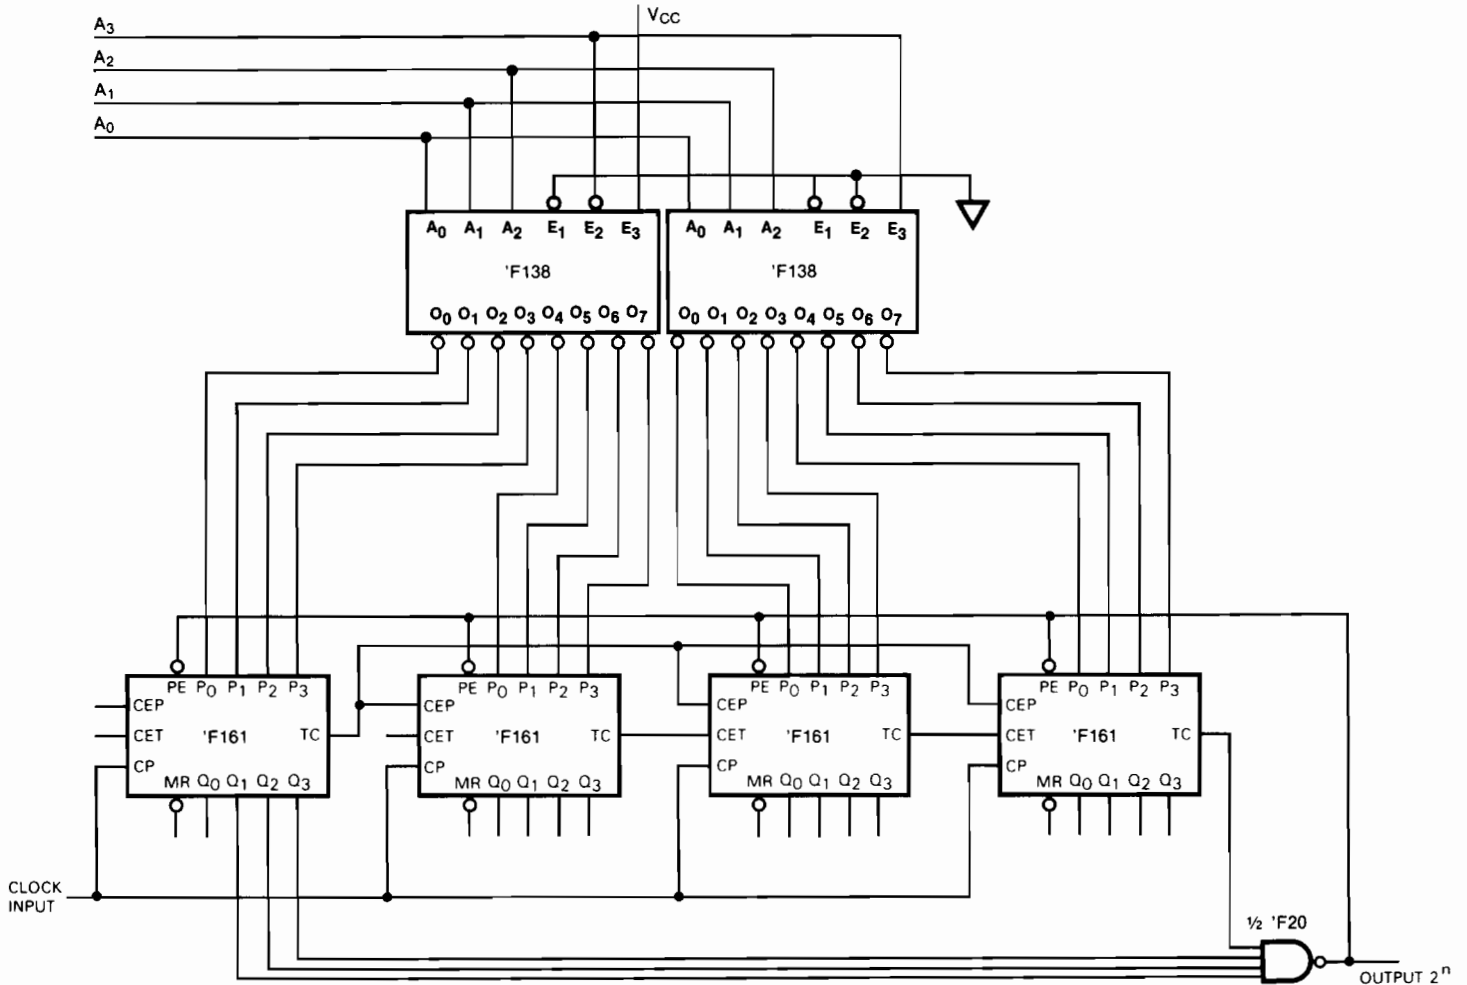 VCC
A3
A2
A1
A0
A0 A1 A2 E1 E2 E3
'F138
O0 O1 O2 O3 O4 O5 O6 O7
A0 A1 A2 E1 E2 E3
'F138
O0 O1 O2 O3 O4 O5 O6 O7
PE P0 P1 P2 P3
CEP
CET 'F161 TC
CP
MR Q0 Q1 Q2 Q3
PE P0 P1 P2 P3
CEP
CET 'F161 TC
CP
MR Q0 Q1 Q2 Q3
PE P0 P1 P2 P3
CEP
CET 'F161 TC
CP
MR Q0 Q1 Q2 Q3
PE P0 P1 P2 P3
CEP
CET 'F161 TC
CP
MR Q0 Q1 Q2 Q3
CLOCK
INPUT
½ 'F20
OUTPUT 2^n